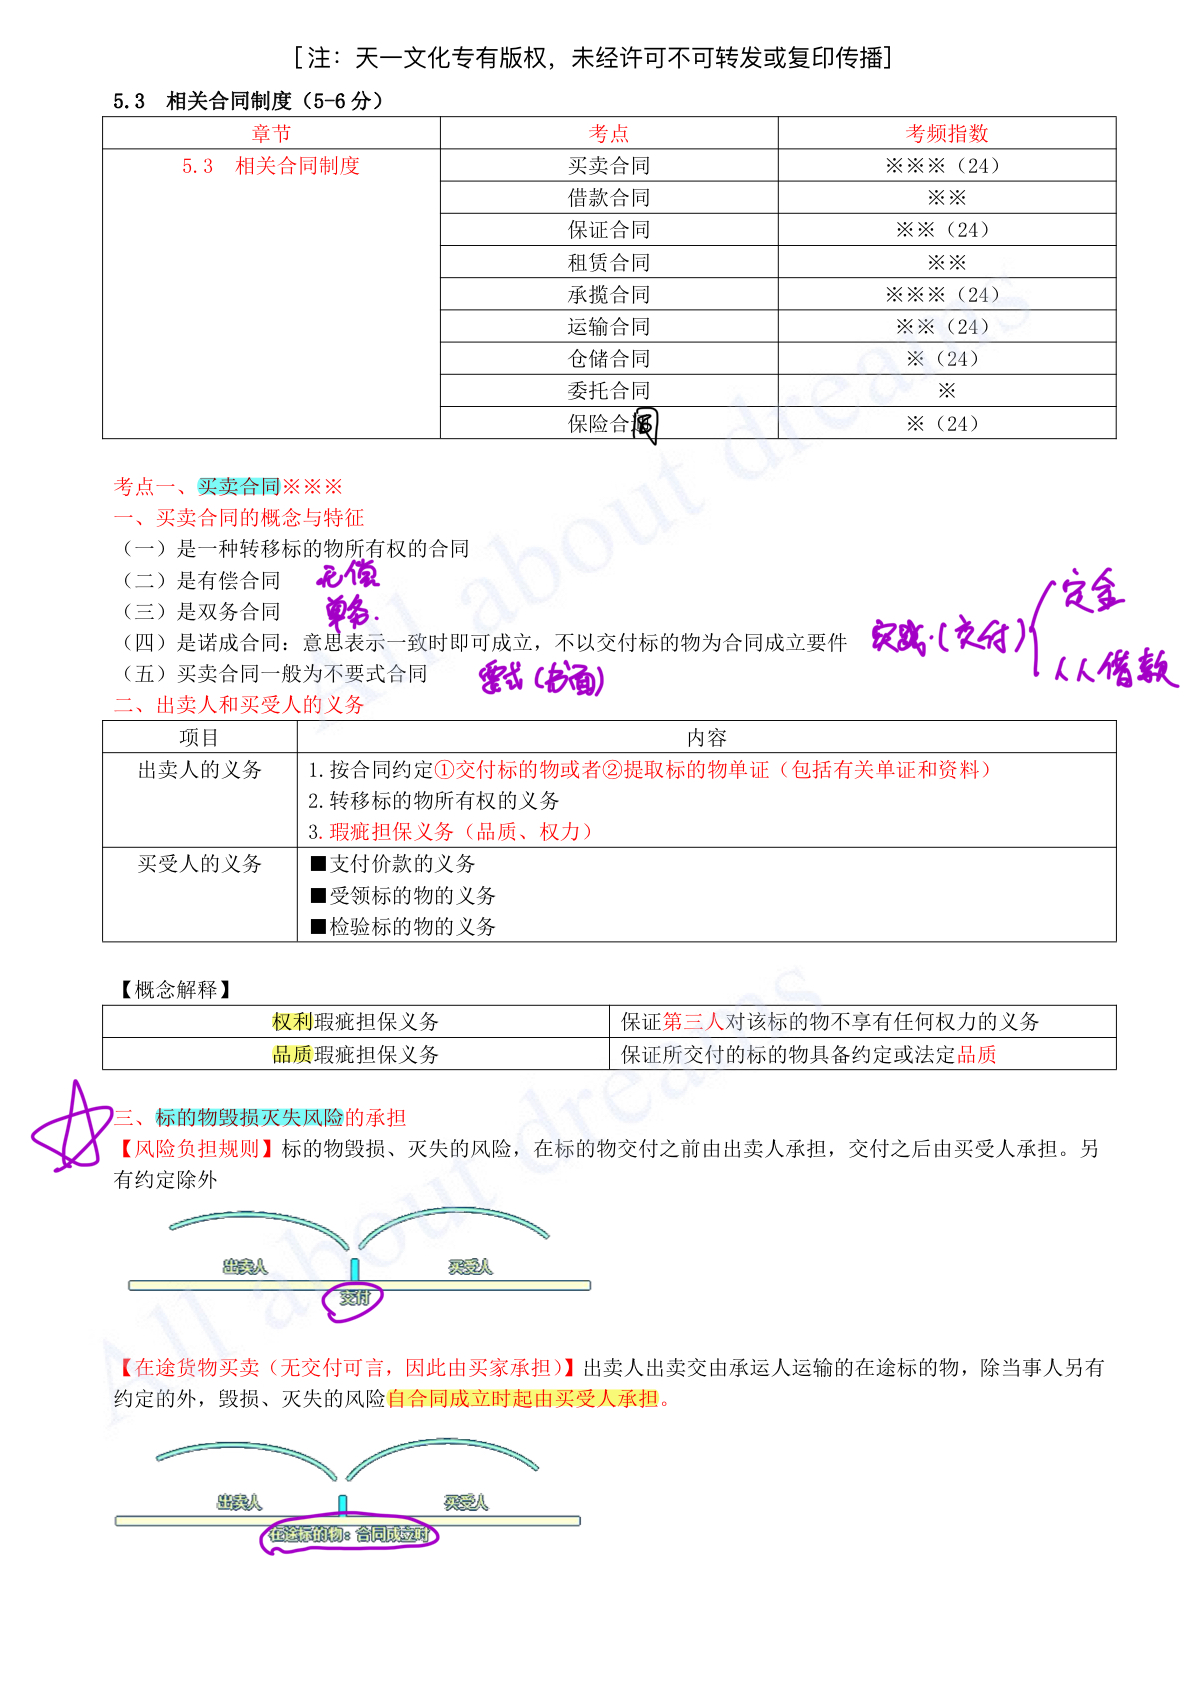 [注：天一文化专有版权，未经许可不可转发或复印传播]
5.3 相关合同制度（5-6 分）
章节 考点 考频指数
5.3 相关合同制度 买卖合同 ※※※（24）
借款合同 ※※
保证合同 ※※（24）
租赁合同 ※※
承揽合同 ※※※（24）
运输合同 ※※（24）
仓储合同 ※（24）
委托合同 ※
保险合同 ※（24）
考点一、买卖合同※※※
一、买卖合同的概念与特征
（一）是一种转移标的物所有权的合同
（二）是有偿合同 无偿
（三）是双务合同 单务.
（四）是诺成合同：意思表示一致时即可成立，不以交付标的物为合同成立要件 实践·(交付) 定金
人人借款
（五）买卖合同一般为不要式合同 要式(书面)
二、出卖人和买受人的义务
项目 内容
出卖人的义务 1.按合同约定①交付标的物或者②提取标的物单证（包括有关单证和资料）
2.转移标的物所有权的义务
3.瑕疵担保义务（品质、权力）
买受人的义务 ■支付价款的义务
■受领标的物的义务
■检验标的物的义务
【概念解释】
权利瑕疵担保义务 保证第三人对该标的物不享有任何权力的义务
品质瑕疵担保义务 保证所交付的标的物具备约定或法定品质
三、标的物毁损灭失风险的承担
【风险负担规则】标的物毁损、灭失的风险，在标的物交付之前由出卖人承担，交付之后由买受人承担。另
有约定除外
出卖人 买受人
交付
【在途货物买卖（无交付可言，因此由买家承担）】出卖人出卖交由承运人运输的在途标的物，除当事人另有
约定的外，毁损、灭失的风险自合同成立时起由买受人承担。
出卖人 买受人
在途标的物：合同成立时
All about dreams
All about dreams